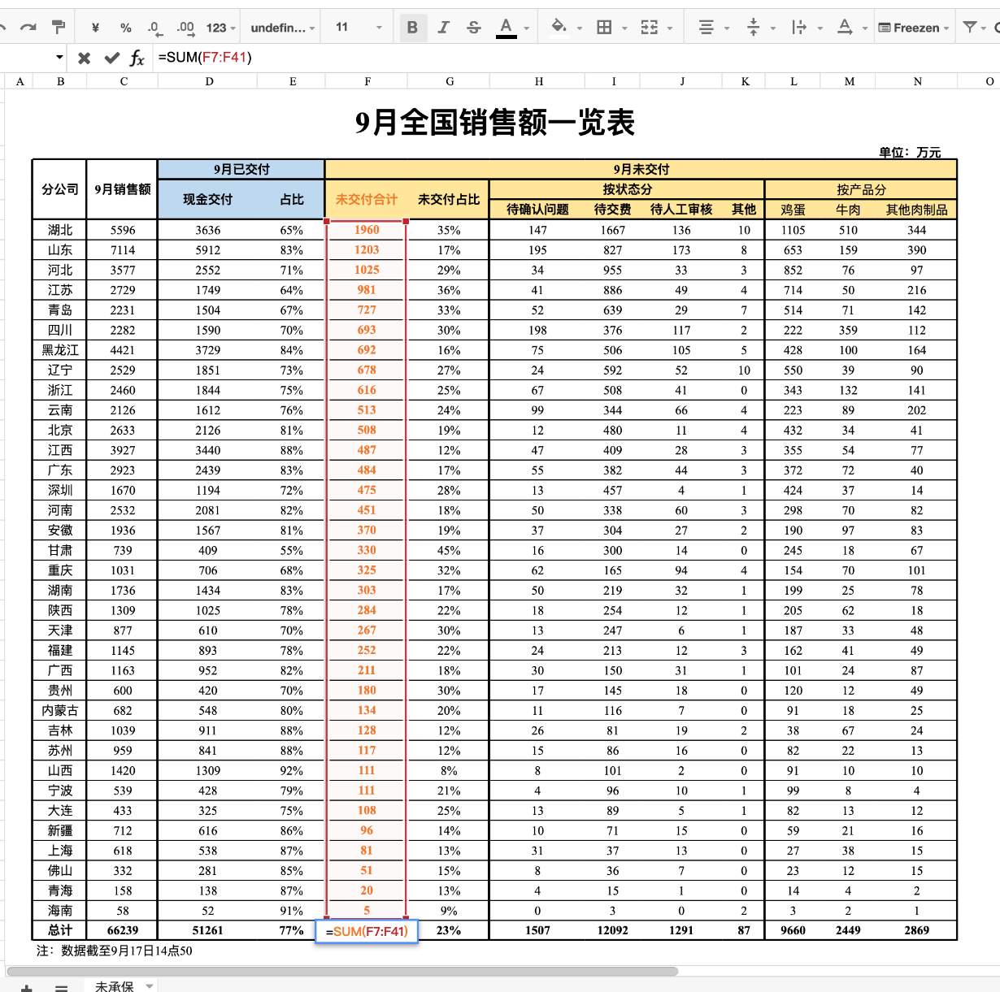 ¥ % .0 .00 123 undefin... 11 B I S A A Freezen
fx =SUM(F7:F41)
A B C D E F G H I J K L M N O
9月全国销售额一览表
单位：万元
分公司 9月销售额 9月已交付 9月未交付
现金交付 占比 未交付合计 未交付占比 按状态分 按产品分
待确认问题 待交费 待人工审核 其他 鸡蛋 牛肉 其他肉制品
湖北 5596 3636 65% 1960 35% 147 1667 136 10 1105 510 344
山东 7114 5912 83% 1203 17% 195 827 173 8 653 159 390
河北 3577 2552 71% 1025 29% 34 955 33 3 852 76 97
江苏 2729 1749 64% 981 36% 41 886 49 4 714 50 216
青岛 2231 1504 67% 727 33% 52 639 29 7 514 71 142
四川 2282 1590 70% 693 30% 198 376 117 2 222 359 112
黑龙江 4421 3729 84% 692 16% 75 506 105 5 428 100 164
辽宁 2529 1851 73% 678 27% 24 592 52 10 550 39 90
浙江 2460 1844 75% 616 25% 67 508 41 0 343 132 141
云南 2126 1612 76% 513 24% 99 344 66 4 223 89 202
北京 2633 2126 81% 508 19% 12 480 11 4 432 34 41
江西 3927 3440 88% 487 12% 47 409 28 3 355 54 77
广东 2923 2439 83% 484 17% 55 382 44 3 372 72 40
深圳 1670 1194 72% 475 28% 13 457 4 1 424 37 14
河南 2532 2081 82% 451 18% 50 338 60 3 298 70 82
安徽 1936 1567 81% 370 19% 37 304 27 2 190 97 83
甘肃 739 409 55% 330 45% 16 300 14 0 245 18 67
重庆 1031 706 68% 325 32% 62 165 94 4 154 70 101
湖南 1736 1434 83% 303 17% 50 219 32 1 199 25 78
陕西 1309 1025 78% 284 22% 18 254 12 1 205 62 18
天津 877 610 70% 267 30% 13 247 6 1 187 33 48
福建 1145 893 78% 252 22% 24 213 12 3 162 41 49
广西 1163 952 82% 211 18% 30 150 31 1 101 24 87
贵州 600 420 70% 180 30% 17 145 18 0 120 12 49
内蒙古 682 548 80% 134 20% 11 116 7 0 91 18 25
吉林 1039 911 88% 128 12% 26 81 19 2 38 67 24
苏州 959 841 88% 117 12% 15 86 16 0 82 22 13
山西 1420 1309 92% 111 8% 8 101 2 0 91 10 10
宁波 539 428 79% 111 21% 4 96 10 1 99 8 4
大连 433 325 75% 108 25% 13 89 5 1 82 13 12
新疆 712 616 86% 96 14% 10 71 15 0 59 21 16
上海 618 538 87% 81 13% 31 37 13 0 27 38 15
佛山 332 281 85% 51 15% 8 36 7 0 23 12 15
青海 158 138 87% 20 13% 4 15 1 0 14 4 2
海南 58 52 91% 5 9% 0 3 0 2 3 2 1
总计 66239 51261 77% =SUM(F7:F41) 23% 1507 12092 1291 87 9660 2449 2869
注：数据截至9月17日14点50
未承保